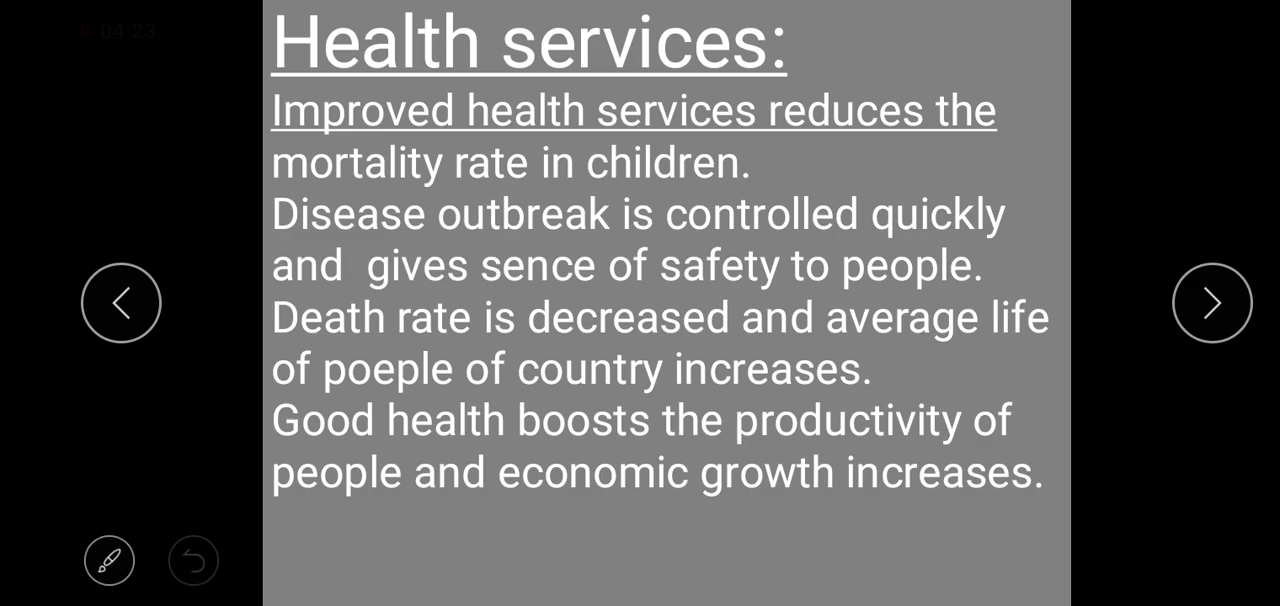 04:23
Health services:
Improved health services reduces the
mortality rate in children.
Disease outbreak is controlled quickly
and  gives sence of safety to people.
Death rate is decreased and average life
of poeple of country increases.
Good health boosts the productivity of
people and economic growth increases.